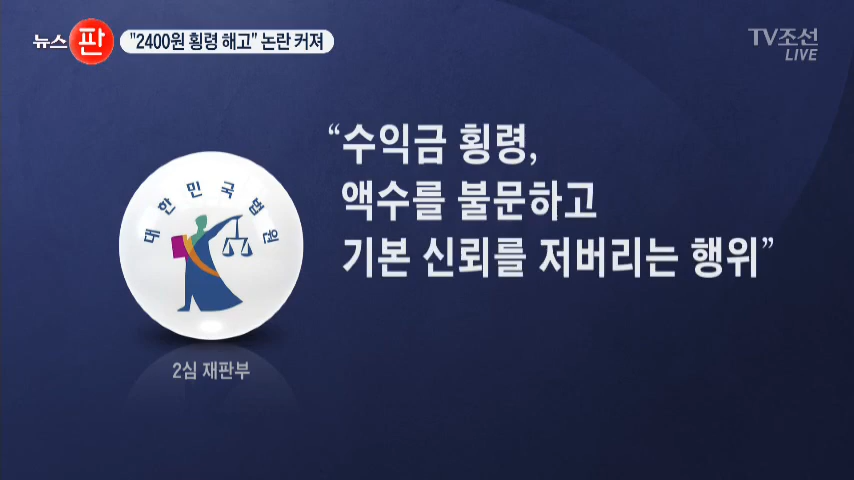 뉴스 판 "2400원 횡령 해고" 논란 커져
TV조선
LIVE
“수익금 횡령,
액수를 불문하고
기본 신뢰를 저버리는 행위”
대한민국법원
2심 재판부